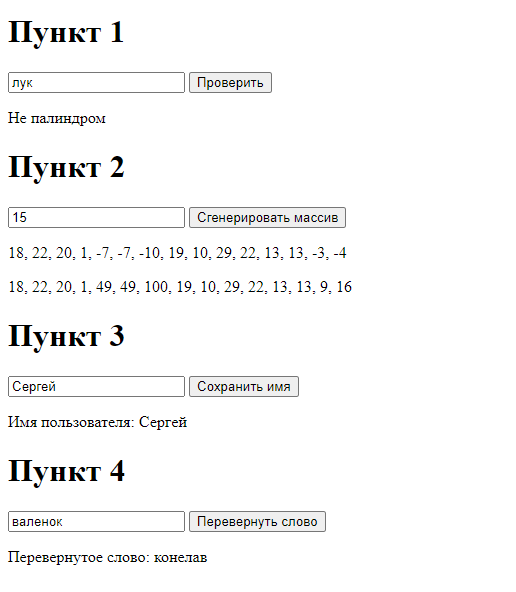 Пункт 1
лук Проверить
Не палиндром
Пункт 2
15 Сгенерировать массив
18, 22, 20, 1, -7, -7, -10, 19, 10, 29, 22, 13, 13, -3, -4
18, 22, 20, 1, 49, 49, 100, 19, 10, 29, 22, 13, 13, 9, 16
Пункт 3
Сергей Сохранить имя
Имя пользователя: Сергей
Пункт 4
валенок Перевернуть слово
Перевернутое слово: конелав